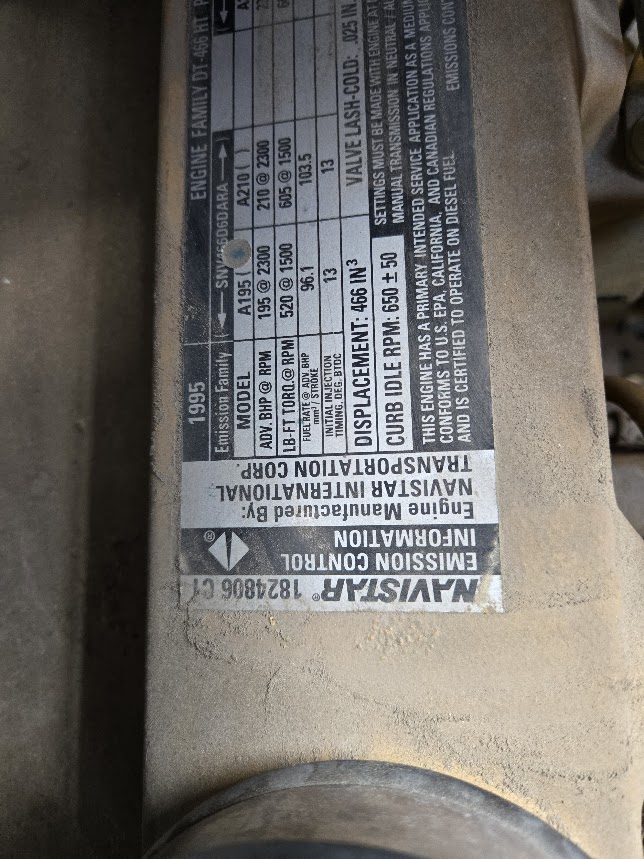 NAVISTAR® 1824806 C1
EMISSION CONTROL
INFORMATION
®
Engine Manufactured By:
NAVISTAR INTERNATIONAL
TRANSPORTATION CORP.
1995 ENGINE FAMILY DT-466 HT
Emission Family
MODEL A195 ( A210 ( )
ADV. BHP @ RPM 195 @ 2300 210 @ 2300
LB-FT TORQ.@ RPM 520 @ 1500 605 @ 1500
FUEL RATE @ ADV. BHP 96.1 103.5
mm³ / STROKE
INITIAL INJECTION 13 13
TIMING, DEG. BTDC
DISPLACEMENT: 466 IN³ VALVE LASH-COLD: .025 IN
CURB IDLE RPM: 650 ± 50
SETTINGS MUST BE MADE WITH ENGINE AT
MANUAL TRANSMISSION IN NEUTRAL /
THIS ENGINE HAS A PRIMARY INTENDED SERVICE APPLICATION AS A MEDIUM
CONFORMS TO U.S. EPA, CALIFORNIA, AND CANADIAN REGULATIONS
AND IS CERTIFIED TO OPERATE ON DIESEL FUEL
EMISSIONS